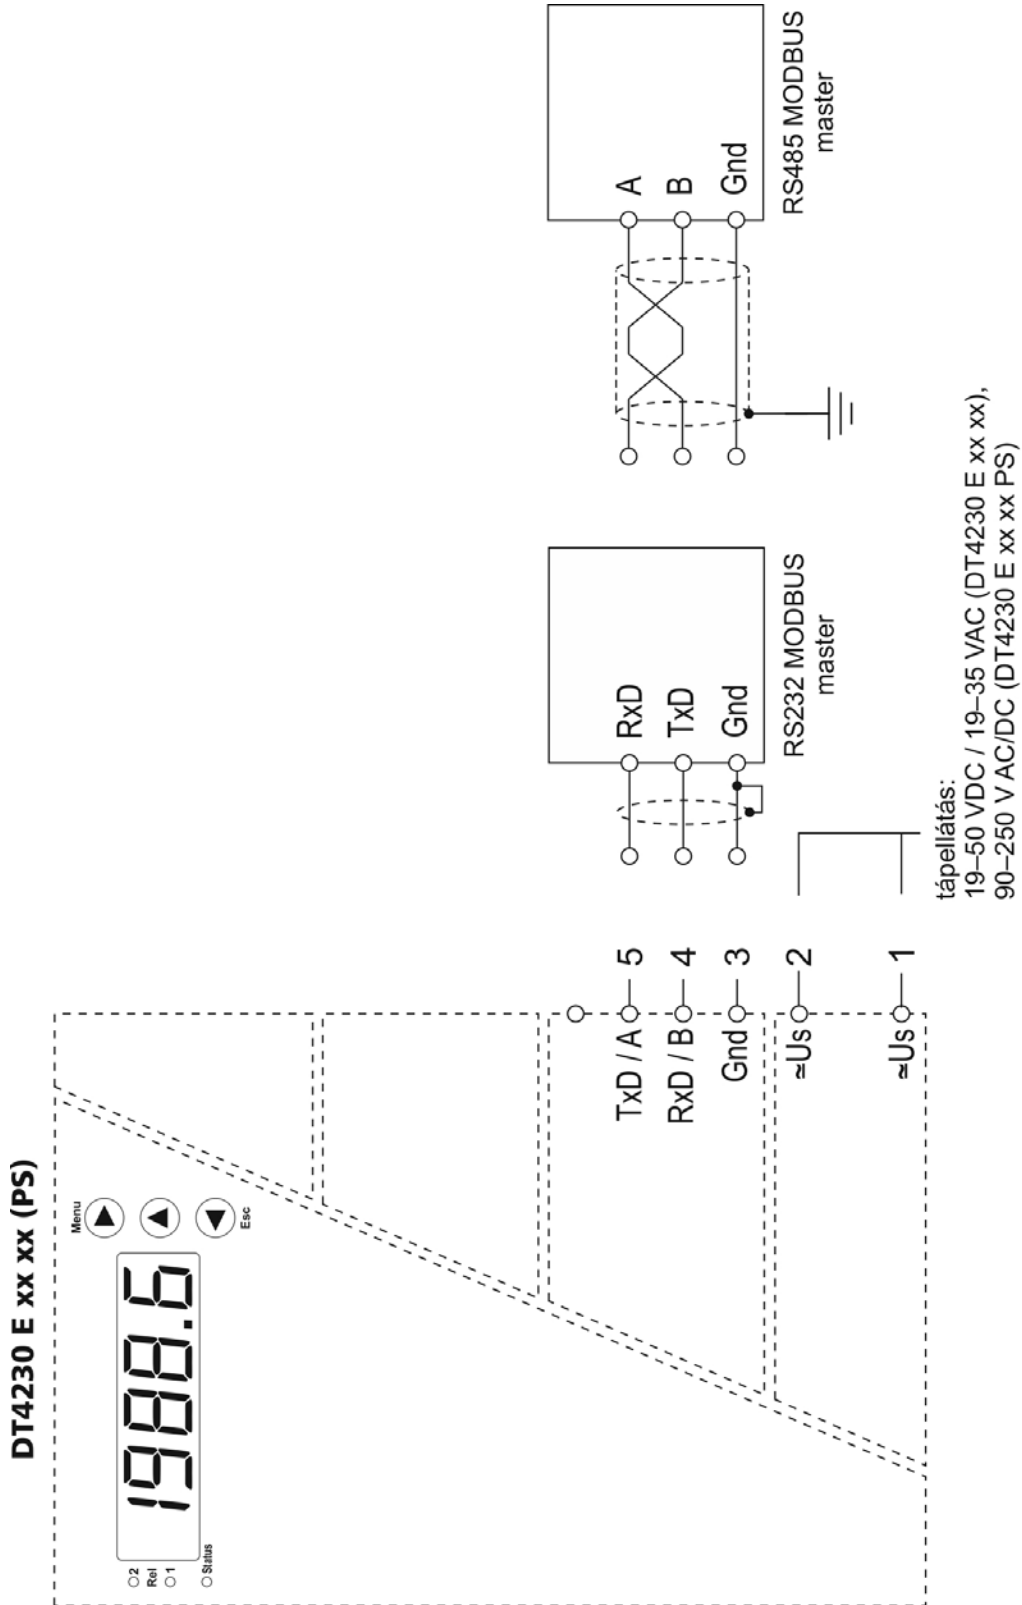 DT4230 E xx xx (PS)
2
Rel
1
Status
1988.6
Menu
Esc
TxD / A
5
RxD / B
4
Gnd
3
≃Us
2
≃Us
1
RxD
TxD
Gnd
RS232 MODBUS
master
A
B
Gnd
RS485 MODBUS
master
tápellátás:
19–50 VDC / 19–35 VAC (DT4230 E xx xx),
90–250 V AC/DC (DT4230 E xx xx PS)